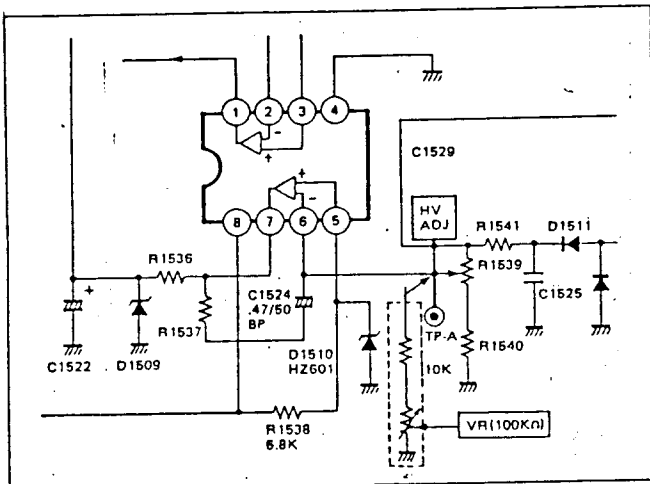 1 2 3 4
- +
+ -
8 7 6 5
C1529
HV
ADJ
R1541 D1511
R1536
R1539
C1524
.47/50
BP
C1525
+
R1537
TP-A
R1540
C1522 D1509
D1510
HZ601
10K
R1538
6.8K
VR(100KΩ)